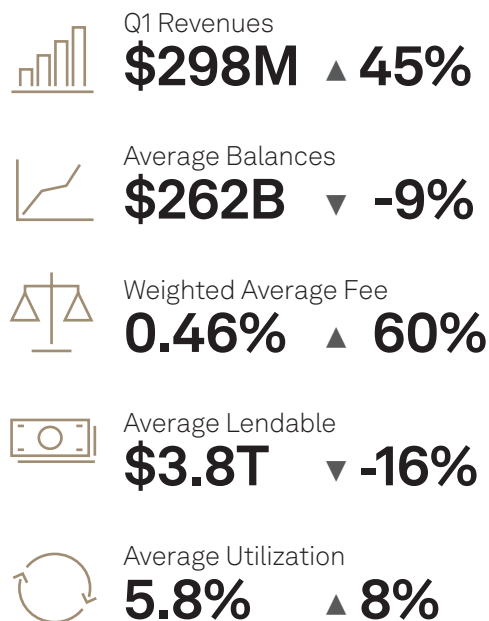 Q1 Revenues
$298M ▲ 45%
Average Balances
$262B ▼ -9%
Weighted Average Fee
0.46% ▲ 60%
Average Lendable
$3.8T ▼ -16%
Average Utilization
5.8% ▲ 8%